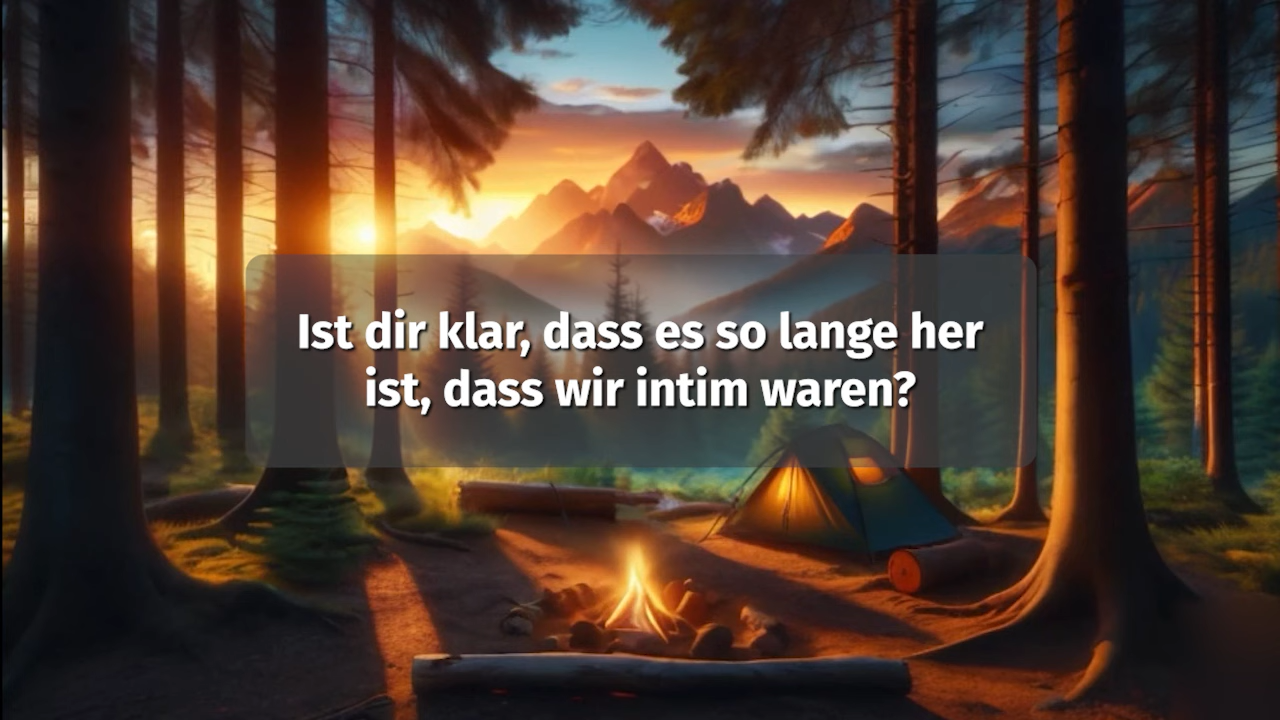 Ist dir klar, dass es so lange her
ist, dass wir intim waren?